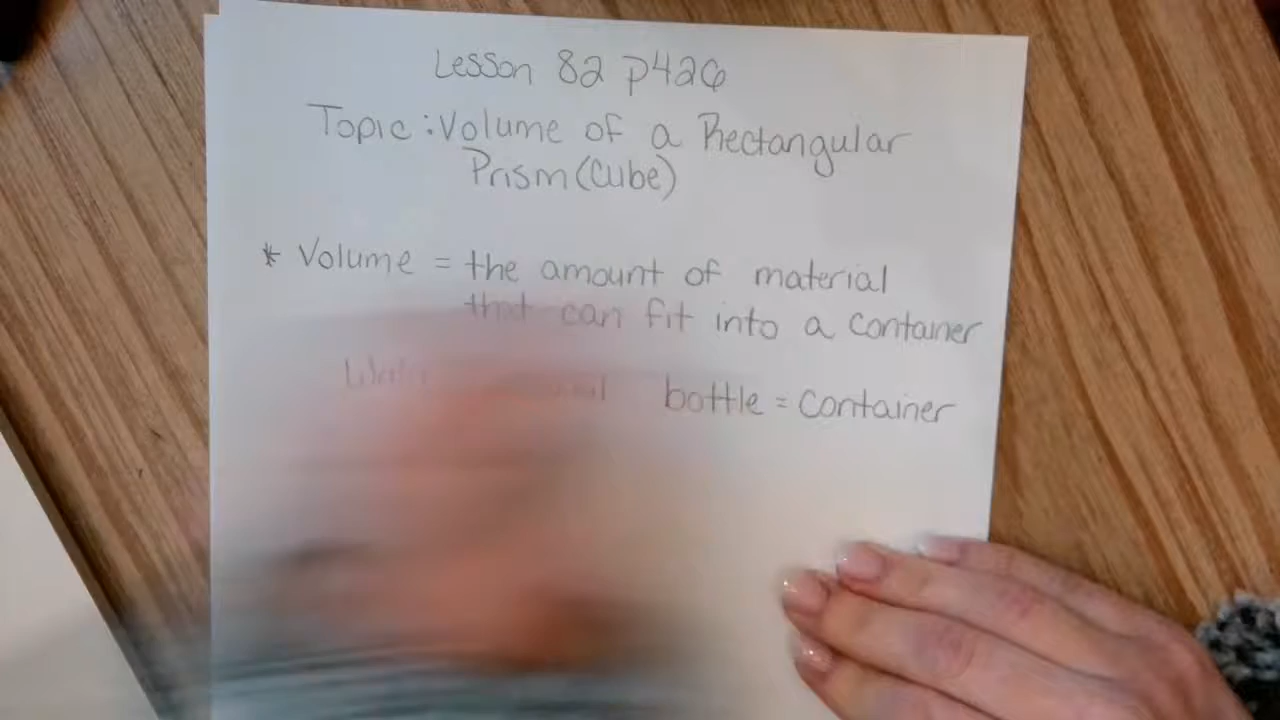 Lesson 82 p426
Topic: Volume of a Rectangular
Prism (Cube)
* Volume = the amount of material
that can fit into a container
bottle = container